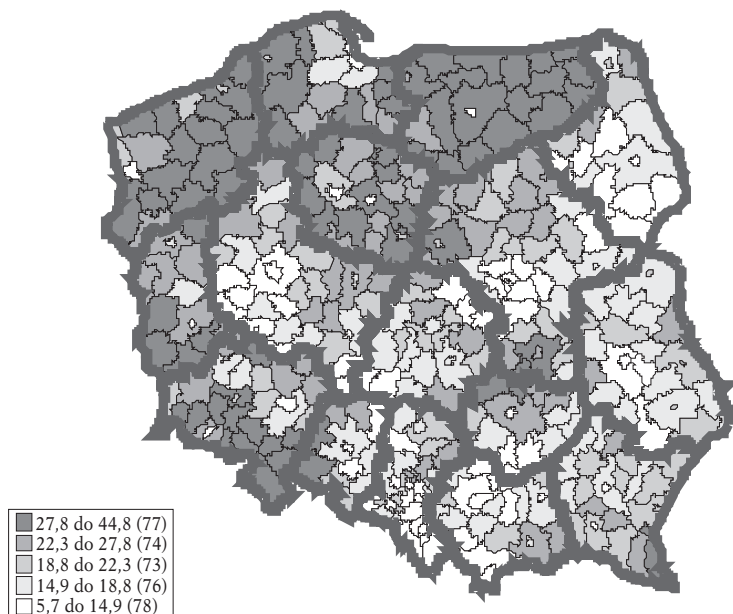 27,8 do 44,8 (77)
22,3 do 27,8 (74)
18,8 do 22,3 (73)
14,9 do 18,8 (76)
5,7 do 14,9 (78)